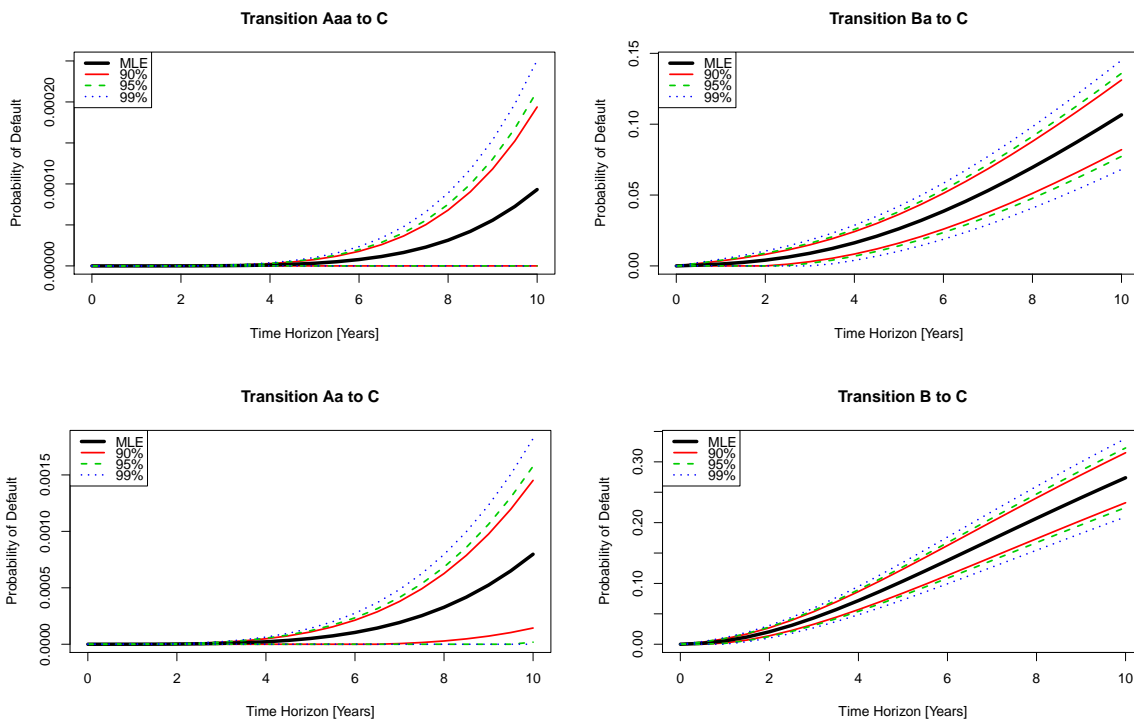 Transition Aaa to C
MLE
90%
95%
99%
Probability of Default
0.00000
0.00010
0.00020
0 2 4 6 8 10
Time Horizon [Years]
Transition Ba to C
MLE
90%
95%
99%
Probability of Default
0.00
0.05
0.10
0.15
0 2 4 6 8 10
Time Horizon [Years]
Transition Aa to C
MLE
90%
95%
99%
Probability of Default
0.0000
0.0005
0.0010
0.0015
0 2 4 6 8 10
Time Horizon [Years]
Transition B to C
MLE
90%
95%
99%
Probability of Default
0.00
0.10
0.20
0.30
0 2 4 6 8 10
Time Horizon [Years]